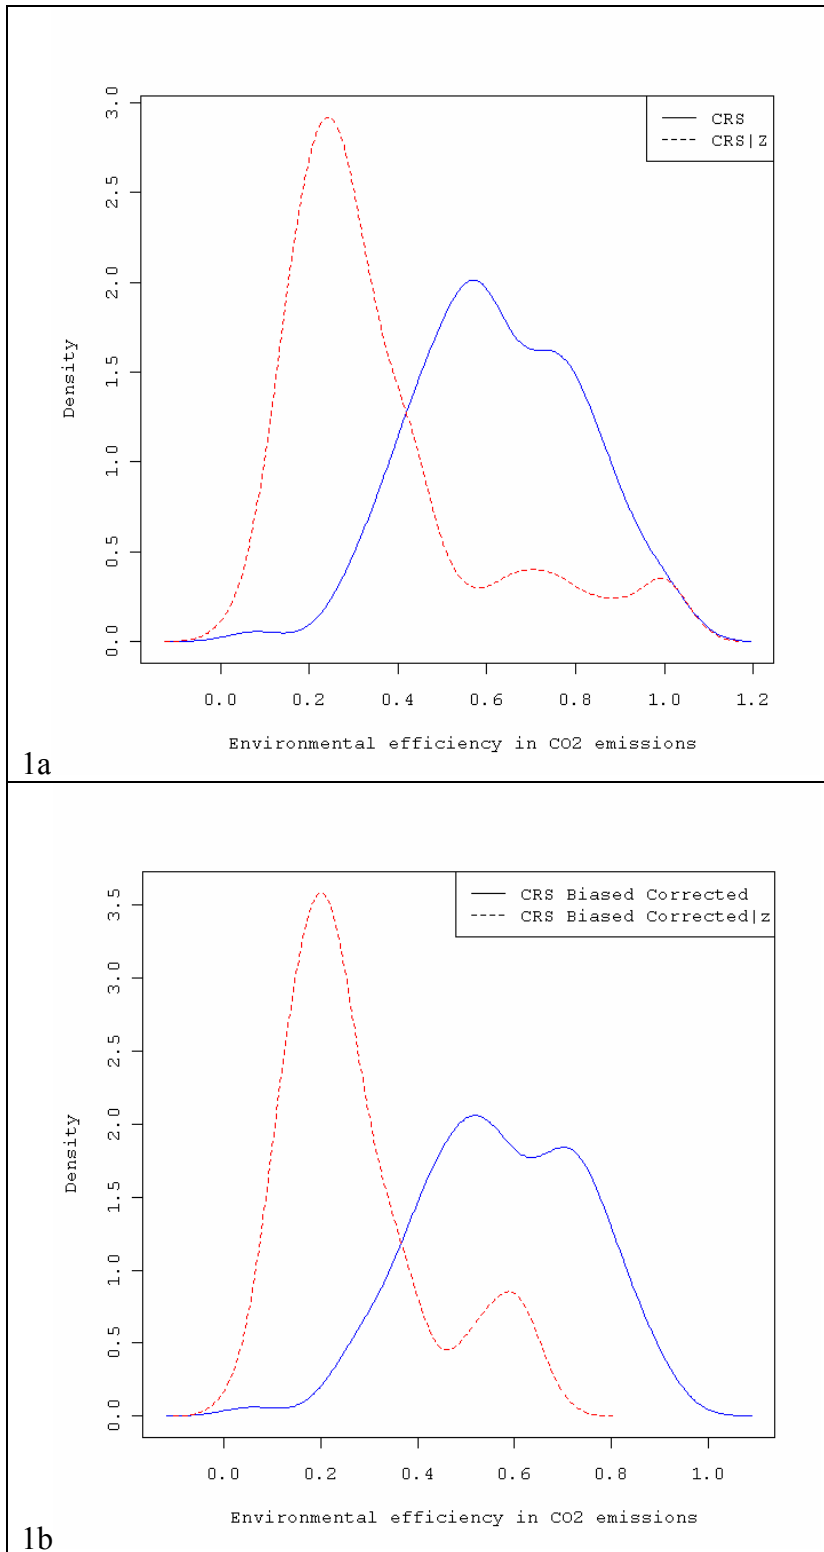 CRS
CRS|Z
3.0
2.5
2.0
1.5
1.0
0.5
0.0
Density
0.0 0.2 0.4 0.6 0.8 1.0 1.2
Environmental efficiency in CO2 emissions
1a
CRS Biased Corrected
CRS Biased Corrected|z
3.5
3.0
2.5
2.0
1.5
1.0
0.5
0.0
Density
0.0 0.2 0.4 0.6 0.8 1.0
Environmental efficiency in CO2 emissions
1b